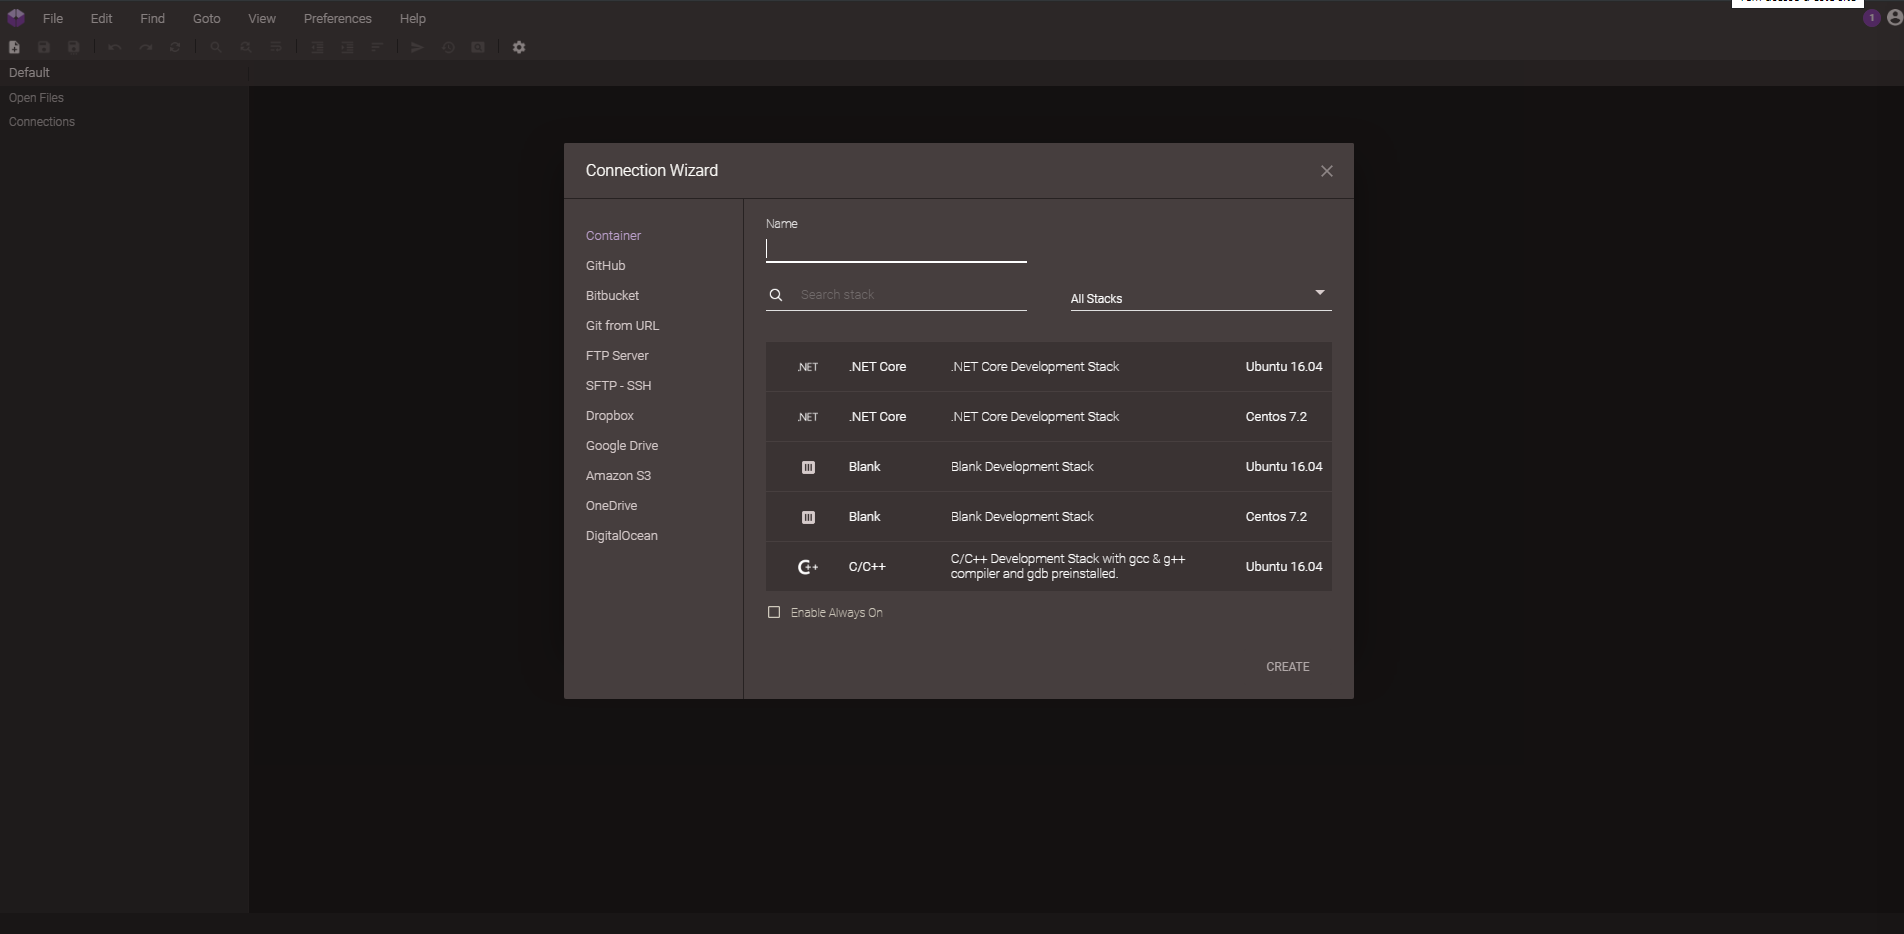 File Edit Find Goto View Preferences Help
1
Default
Open Files
Connections
Connection Wizard
Container
GitHub
Bitbucket
Git from URL
FTP Server
SFTP - SSH
Dropbox
Google Drive
Amazon S3
OneDrive
DigitalOcean
Name
Search stack
All Stacks
.NET .NET Core .NET Core Development Stack Ubuntu 16.04
.NET .NET Core .NET Core Development Stack Centos 7.2
Blank Blank Development Stack Ubuntu 16.04
Blank Blank Development Stack Centos 7.2
C++ C/C++ C/C++ Development Stack with gcc & g++ Ubuntu 16.04
compiler and gdb preinstalled.
Enable Always On
CREATE